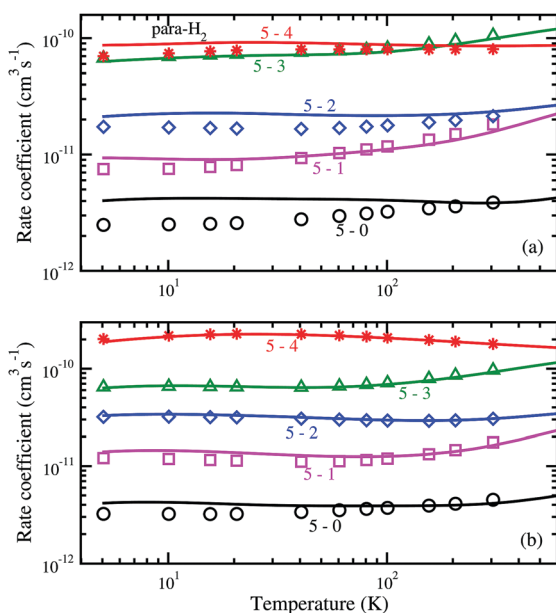 para-H₂
5 - 4
10⁻¹⁰
5 - 3
Rate coefficient (cm³ s⁻¹)
5 - 2
10⁻¹¹
5 - 1
5 - 0
(a)
10⁻¹²
10¹ 10²
5 - 4
10⁻¹⁰
5 - 3
Rate coefficient (cm³ s⁻¹)
5 - 2
10⁻¹¹
5 - 1
5 - 0
(b)
10⁻¹²
10¹ 10²
Temperature (K)